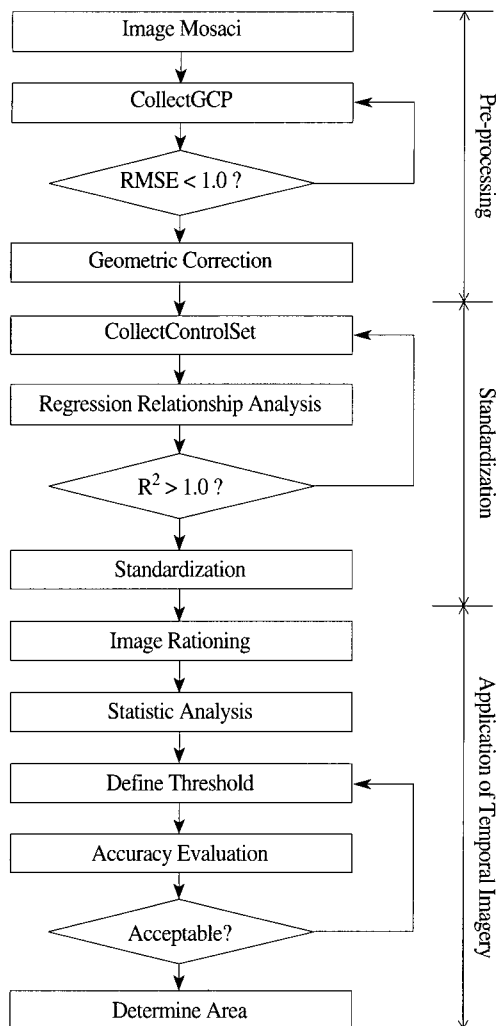 Image Mosaci
CollectGCP
RMSE < 1.0 ?
Geometric Correction
Pre-processing
CollectControlSet
Regression Relationship Analysis
R² > 1.0 ?
Standardization
Standardization
Image Rationing
Statistic Analysis
Define Threshold
Accuracy Evaluation
Acceptable?
Determine Area
Application of Temporal Imagery